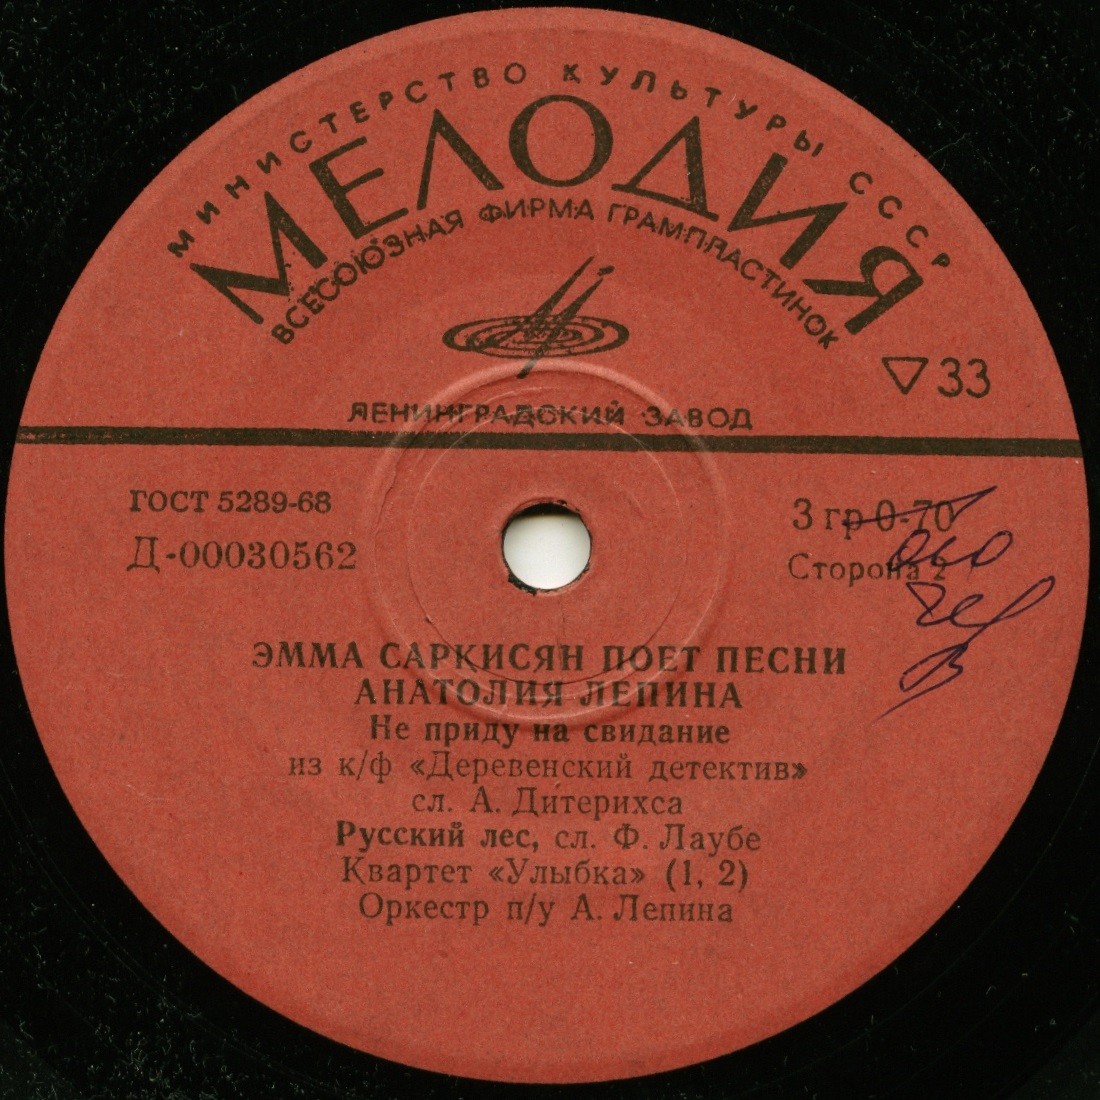 МИНИСТЕРСТВО КУЛЬТУРЫ СССР
МЕЛОДИЯ
ВСЕСОЮЗНАЯ ФИРМА ГРАМПЛАСТИНОК
▽ 33
ЛЕНИНГРАДСКИЙ ЗАВОД
ГОСТ 5289-68
3 гр 0-70
Д-00030562
Сторона 2
ЭММА САРКИСЯН ПОЕТ ПЕСНИ
АНАТОЛИЯ ЛЕПИНА
Не приду на свидание
из к/ф «Деревенский детектив»
сл. А. Дитерихса
Русский лес, сл. Ф. Лаубе
Квартет «Улыбка» (1, 2)
Оркестр п/у А. Лепина